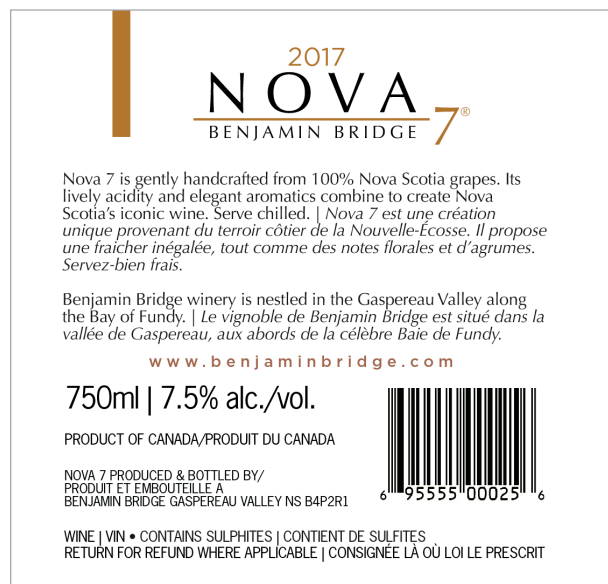 2017
NOVA 7®
BENJAMIN BRIDGE
Nova 7 is gently handcrafted from 100% Nova Scotia grapes. Its
lively acidity and elegant aromatics combine to create Nova
Scotia's iconic wine. Serve chilled. | Nova 7 est une création
unique provenant du terroir côtier de la Nouvelle-Écosse. Il propose
une fraicher inégalée, tout comme des notes florales et d'agrumes.
Servez-bien frais.
Benjamin Bridge winery is nestled in the Gaspereau Valley along
the Bay of Fundy. | Le vignoble de Benjamin Bridge est situé dans la
vallée de Gaspereau, aux abords de la célèbre Baie de Fundy.
www.benjaminbridge.com
750ml | 7.5% alc./vol.
PRODUCT OF CANADA/PRODUIT DU CANADA
NOVA 7 PRODUCED & BOTTLED BY/
PRODUIT ET EMBOUTEILLE A
BENJAMIN BRIDGE GASPEREAU VALLEY NS B4P2R1
6 95555 00025 6
WINE | VIN • CONTAINS SULPHITES | CONTIENT DE SULFITES
RETURN FOR REFUND WHERE APPLICABLE | CONSIGNÉE LÀ OÙ LOI LE PRESCRIT